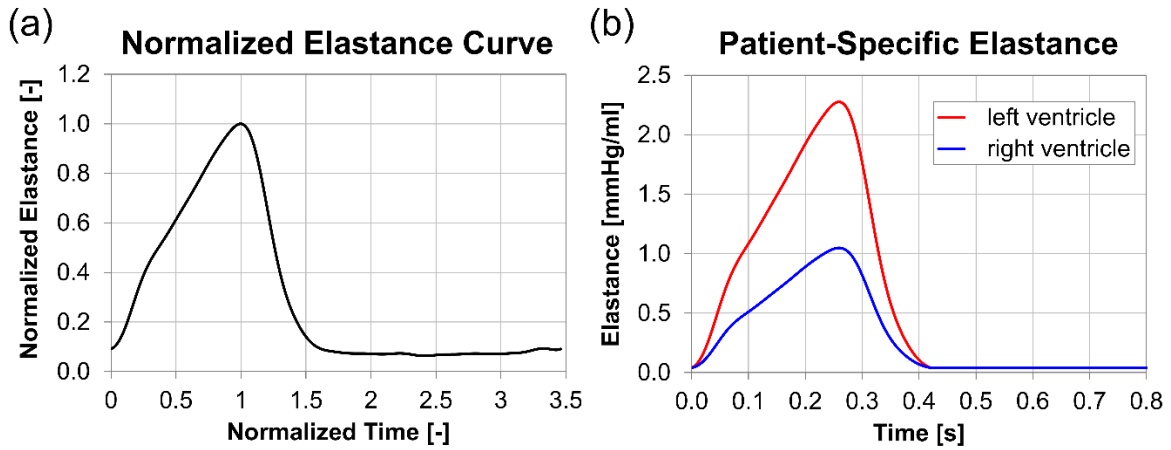 (a)
Normalized Elastance Curve
Normalized Elastance [-]
1.2
1.0
0.8
0.6
0.4
0.2
0.0
0 0.5 1 1.5 2 2.5 3 3.5
Normalized Time [-]
(b)
Patient-Specific Elastance
Elastance [mmHg/ml]
2.5
2.0
1.5
1.0
0.5
0.0
left ventricle
right ventricle
0.0 0.1 0.2 0.3 0.4 0.5 0.6 0.7 0.8
Time [s]